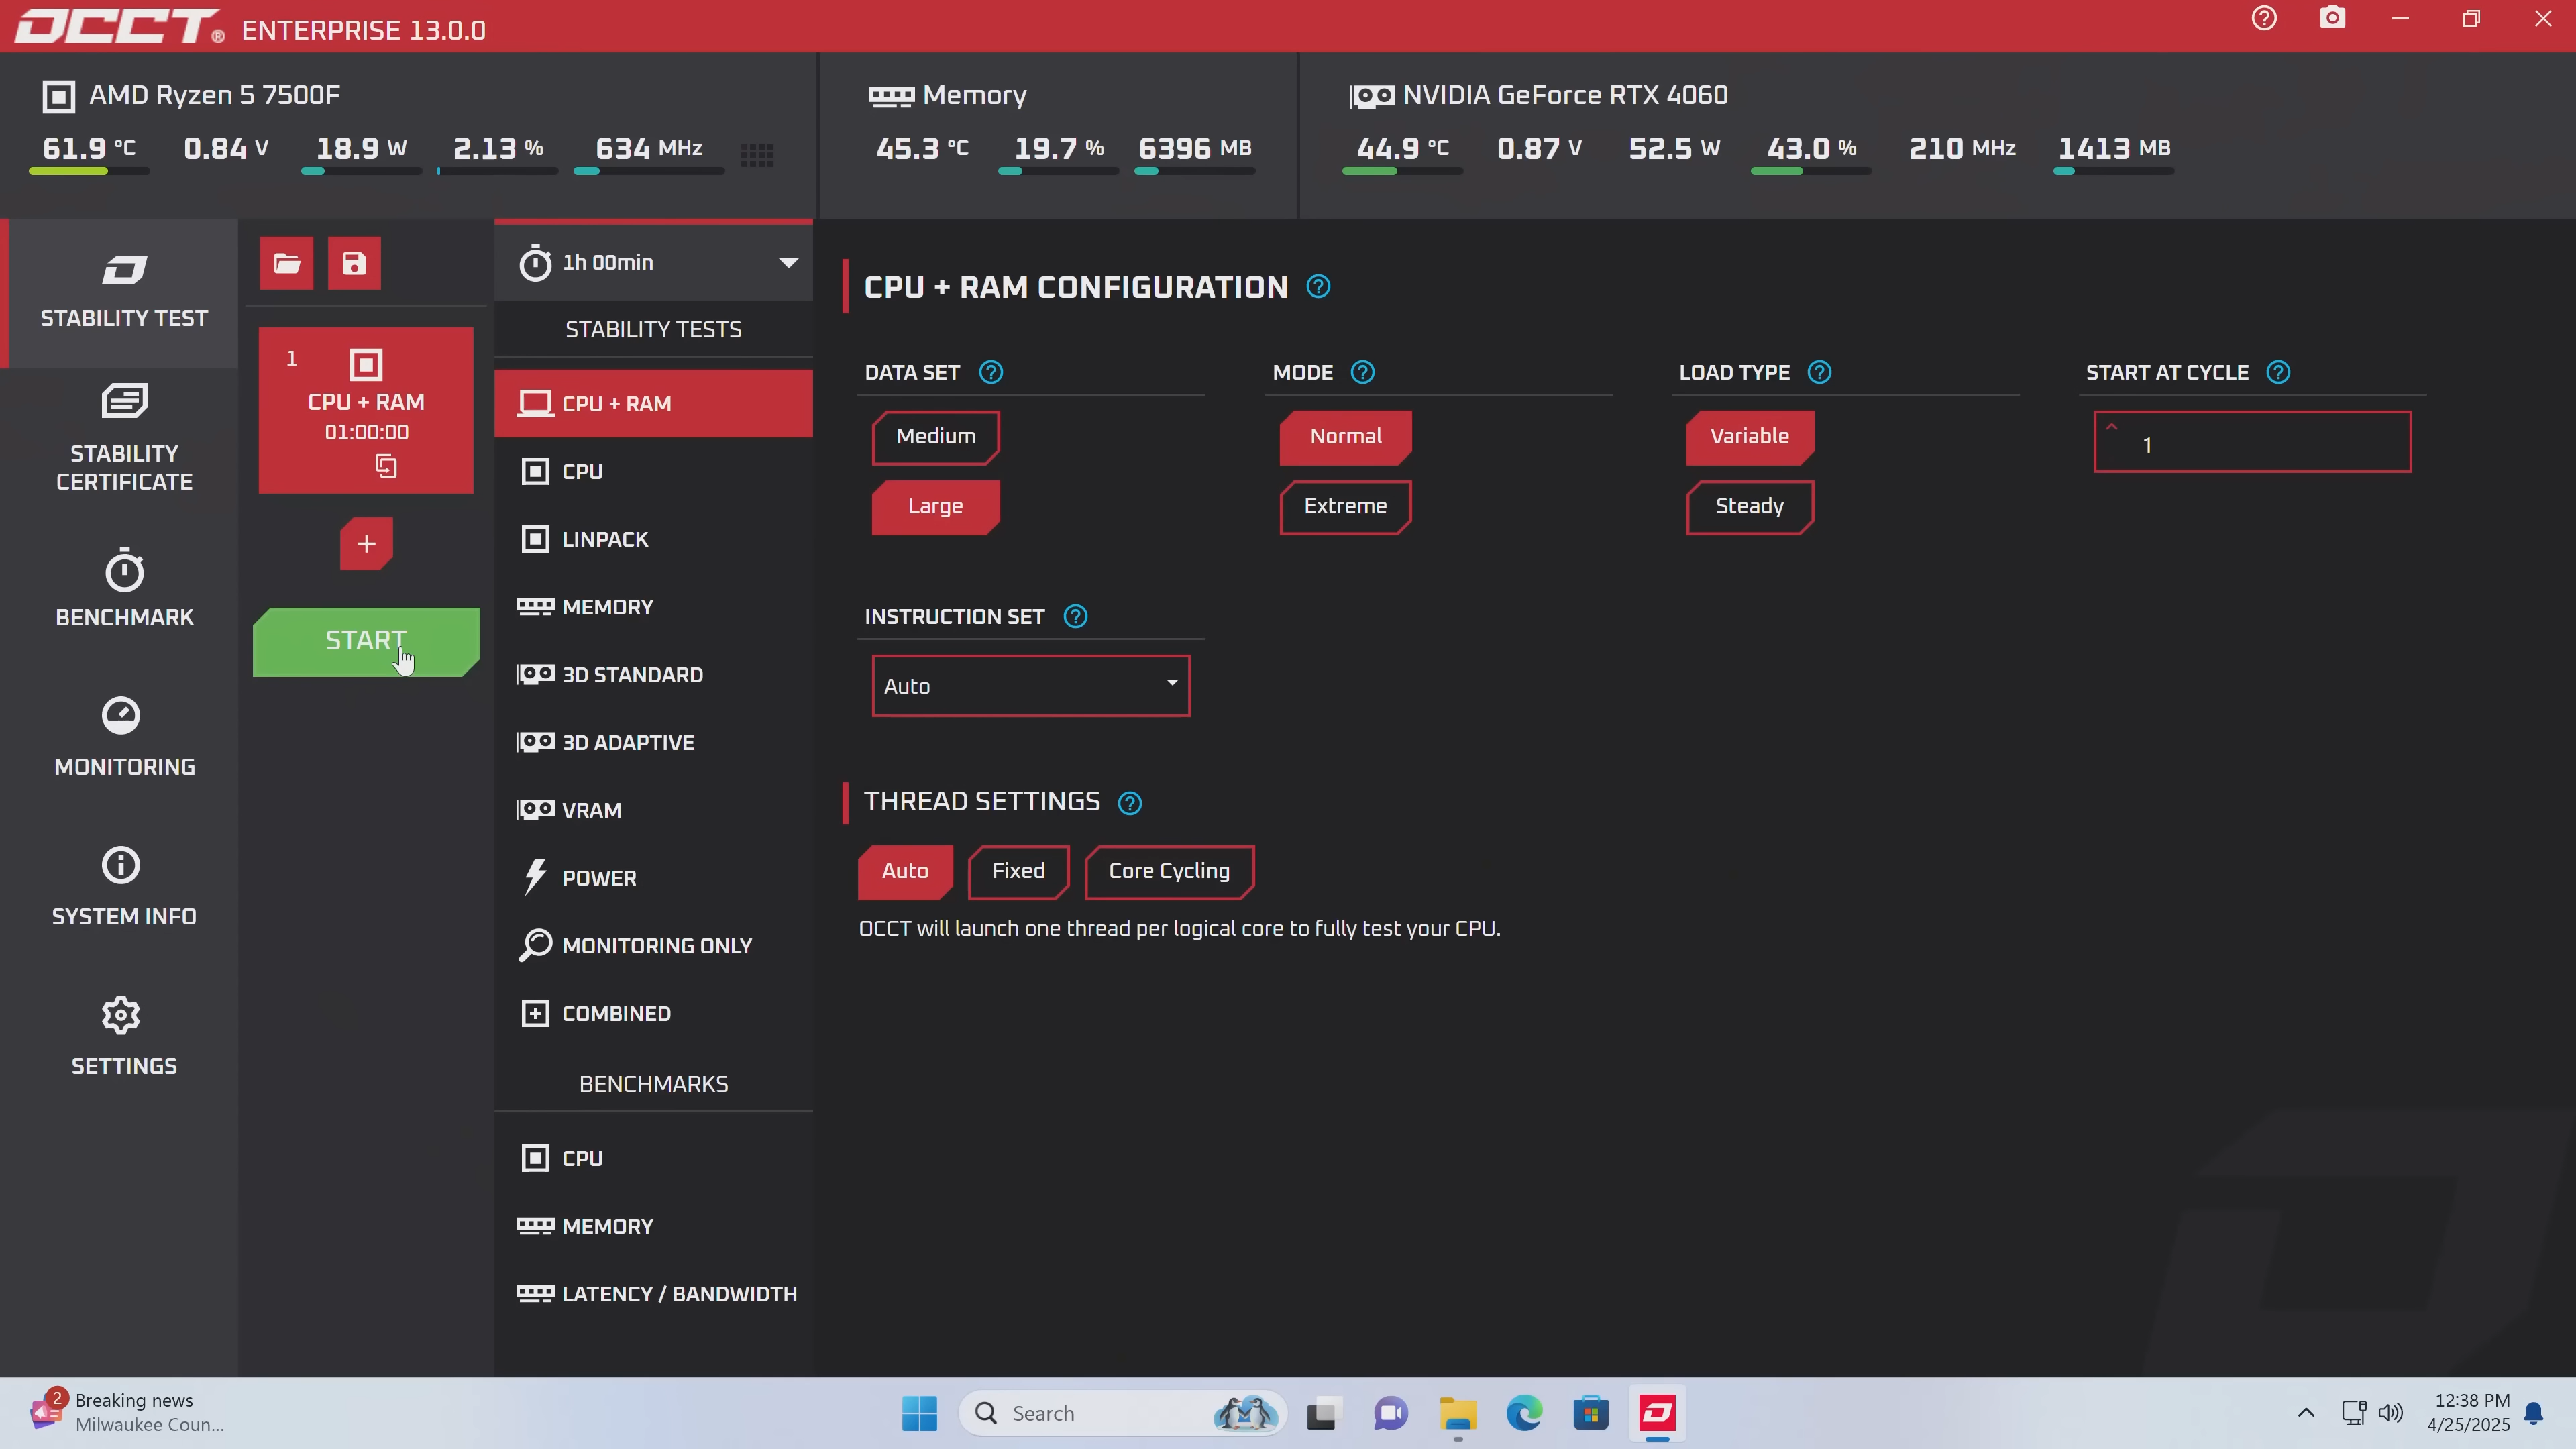 OCCT® ENTERPRISE 13.0.0
AMD Ryzen 5 7500F
61.9 °C 0.84 V 18.9 W 2.13 % 634 MHz
Memory
45.3 °C 19.7 % 6396 MB
NVIDIA GeForce RTX 4060
44.9 °C 0.87 V 52.5 W 43.0 % 210 MHz 1413 MB
STABILITY TEST
STABILITY
CERTIFICATE
BENCHMARK
MONITORING
SYSTEM INFO
SETTINGS
1
CPU + RAM
01:00:00
+
START
1h 00min
STABILITY TESTS
CPU + RAM
CPU
LINPACK
MEMORY
3D STANDARD
3D ADAPTIVE
VRAM
POWER
MONITORING ONLY
COMBINED
BENCHMARKS
CPU
MEMORY
LATENCY / BANDWIDTH
CPU + RAM CONFIGURATION ?
DATA SET ?
Medium
Large
MODE ?
Normal
Extreme
LOAD TYPE ?
Variable
Steady
START AT CYCLE ?
1
INSTRUCTION SET ?
Auto
THREAD SETTINGS ?
Auto Fixed Core Cycling
OCCT will launch one thread per logical core to fully test your CPU.
2
Breaking news
Milwaukee Coun...
Search
12:38 PM
4/25/2025